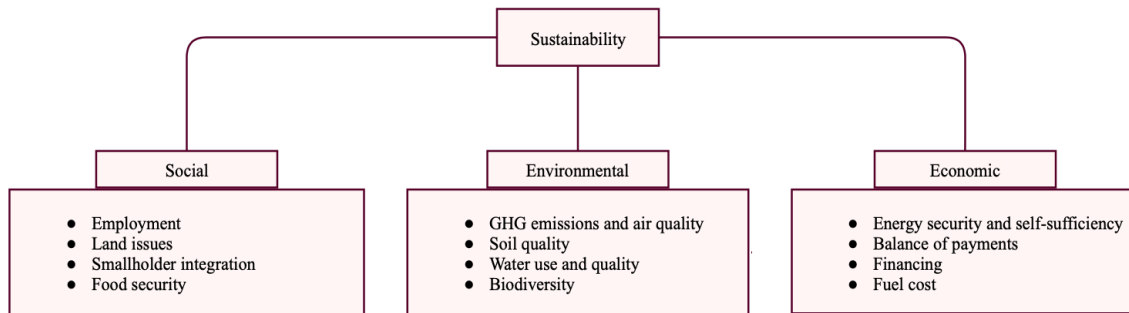 Sustainability
Social
● Employment
● Land issues
● Smallholder integration
● Food security
Environmental
● GHG emissions and air quality
● Soil quality
● Water use and quality
● Biodiversity
Economic
● Energy security and self-sufficiency
● Balance of payments
● Financing
● Fuel cost